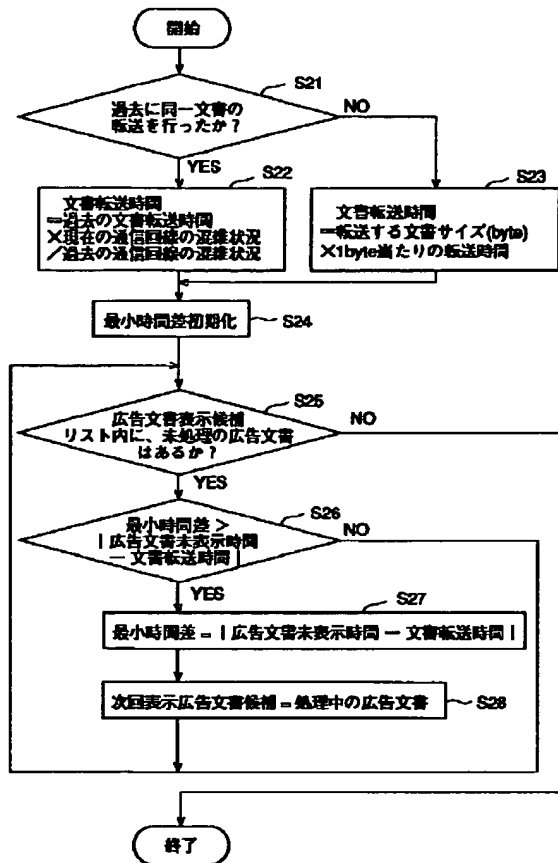 開始
S21
過去に同一文書の
転送を行ったか?
NO
YES
S22
文書転送時間
=過去の文書転送時間
×現在の通信回線の混雑状況
/過去の通信回線の混雑状況
S23
文書転送時間
=転送する文書サイズ(byte)
×1byte当たりの転送時間
最小時間差初期化
S24
S25
広告文書表示候補
リスト内に、未処理の広告文書
はあるか?
NO
YES
S26
最小時間差 >
| 広告文書未表示時間
ー 文書転送時間 |
NO
YES
S27
最小時間差 = | 広告文書未表示時間 ー 文書転送時間 |
次回表示広告文書候補 = 処理中の広告文書
S28
終了